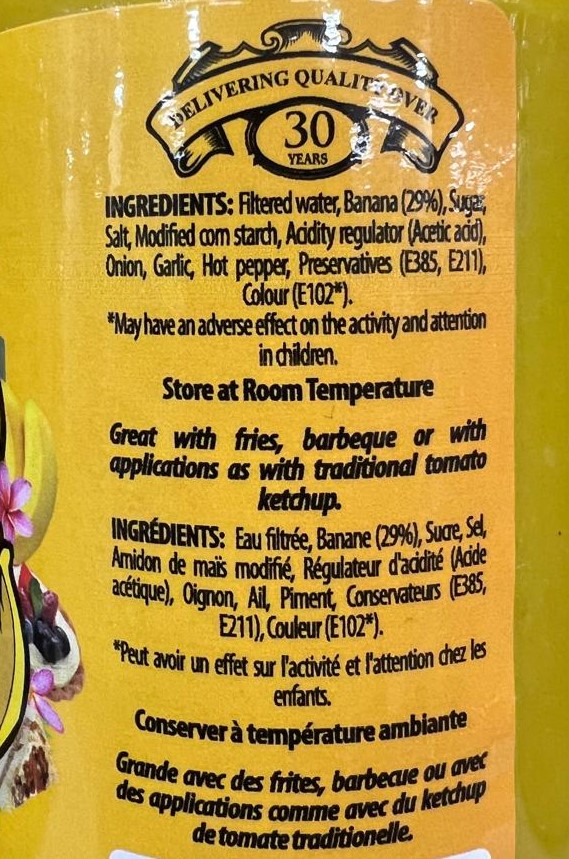 DELIVERING QUALITY OVER
30
YEARS
INGREDIENTS: Filtered water, Banana (29%), Sugar,
Salt, Modified corn starch, Acidity regulator (Acetic acid),
Onion, Garlic, Hot pepper, Preservatives (E385, E211),
Colour (E102*).
*May have an adverse effect on the activity and attention
in children.
Store at Room Temperature
Great with fries, barbeque or with
applications as with traditional tomato
ketchup.
INGRÉDIENTS: Eau filtrée, Banane (29%), Sucre, Sel,
Amidon de maïs modifié, Régulateur d'acidité (Acide
acétique), Oignon, Ail, Piment, Conservateurs (E385,
E211), Couleur (E102*).
*Peut avoir un effet sur l'activité et l'attention chez les
enfants.
Conserver à température ambiante
Grande avec des frites, barbecue ou avec
des applications comme avec du ketchup
de tomate traditionelle.